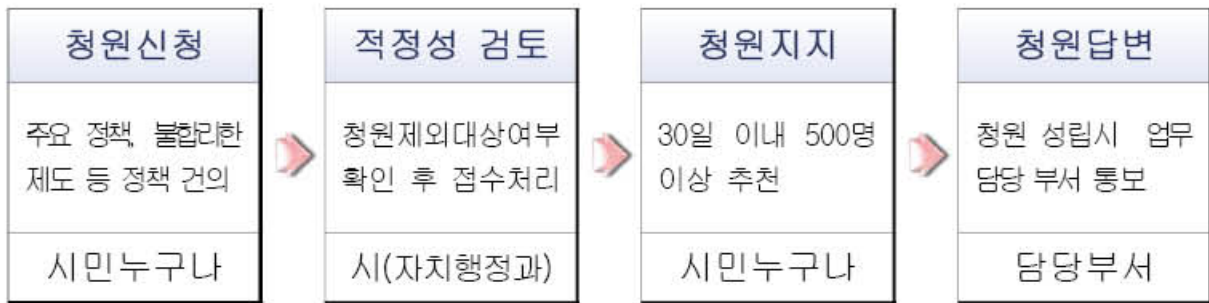 청원신청
주요 정책, 불합리한
제도 등 정책 건의
시민누구나
적정성 검토
청원제외대상여부
확인 후 접수처리
시(자치행정과)
청원지지
30일 이내 500명
이상 추천
시민누구나
청원답변
청원 성립시 업무
담당 부서 통보
담당부서